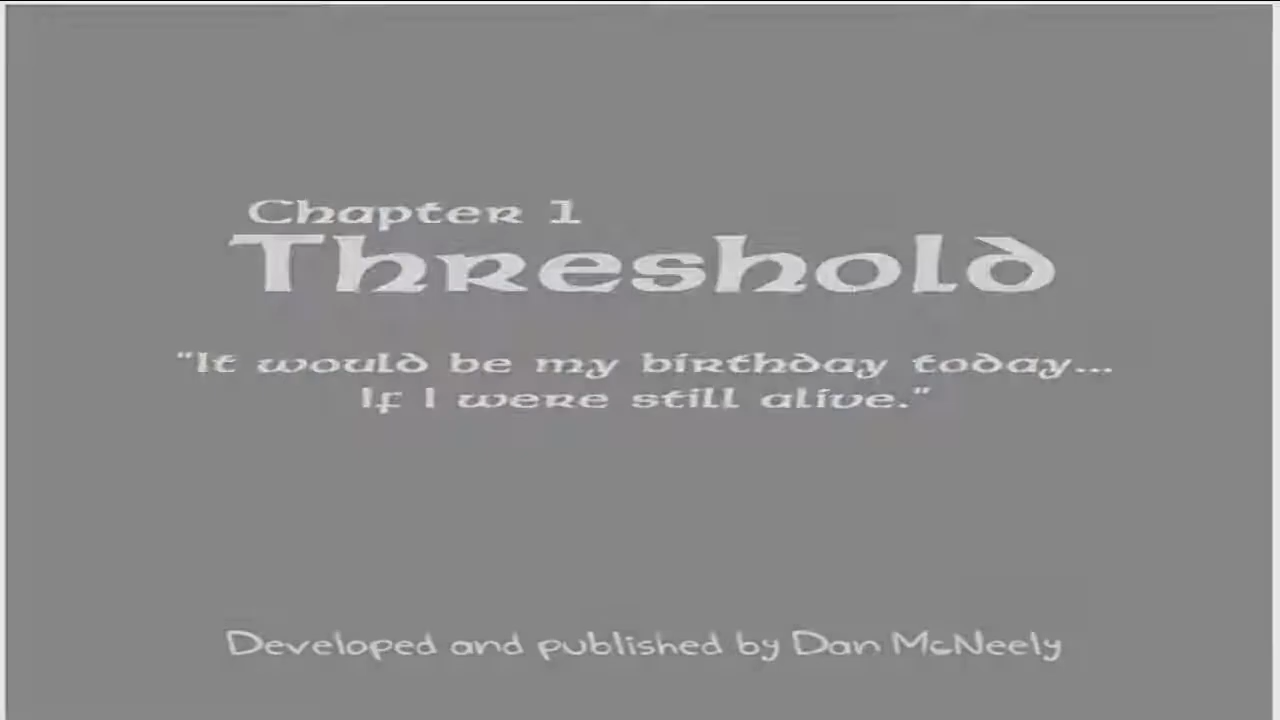 Chapter 1
Threshold
"It would be my birthday today...
If I were still alive."
Developed and published by Dan McNeely